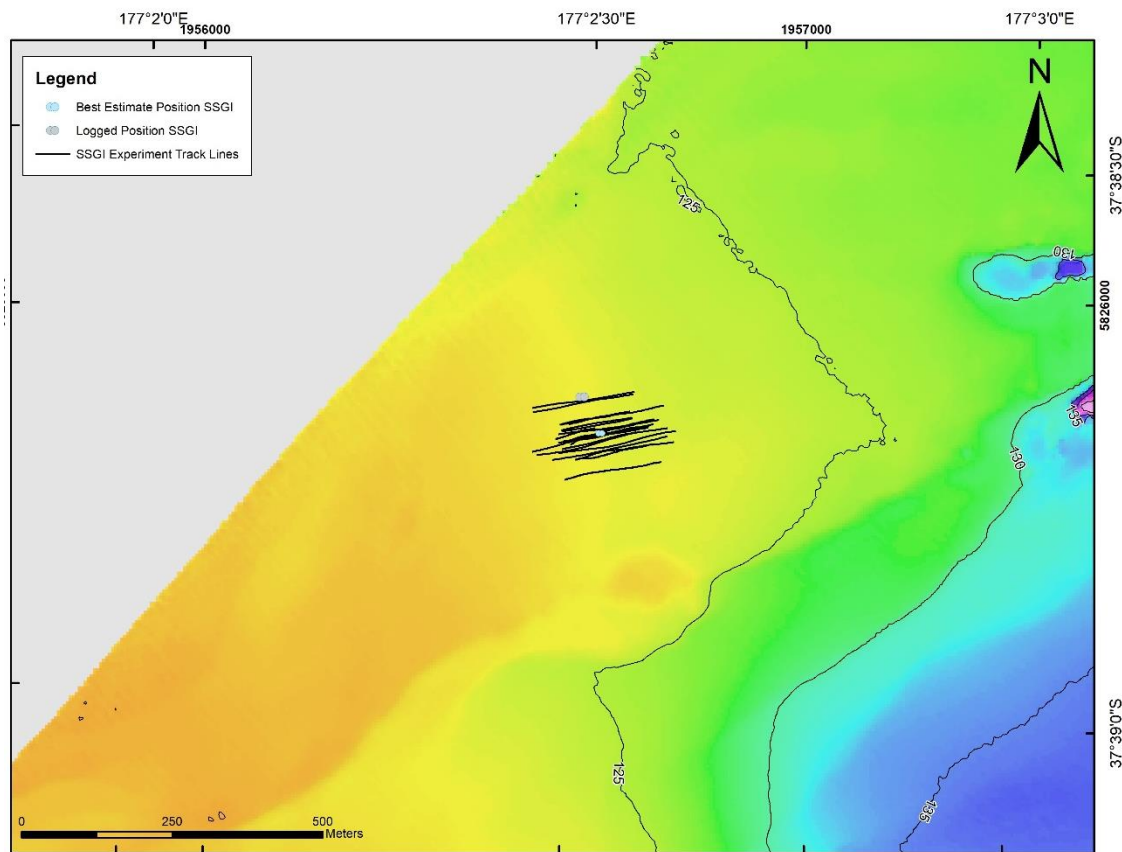 177°2'0"E 177°2'30"E 177°3'0"E
1956000 1957000
Legend
Best Estimate Position SSGI
Logged Position SSGI
SSGI Experiment Track Lines
N
37°38'30"S
125
130
5826000
135
130
37°39'0"S
125
135
0 250 500
Meters